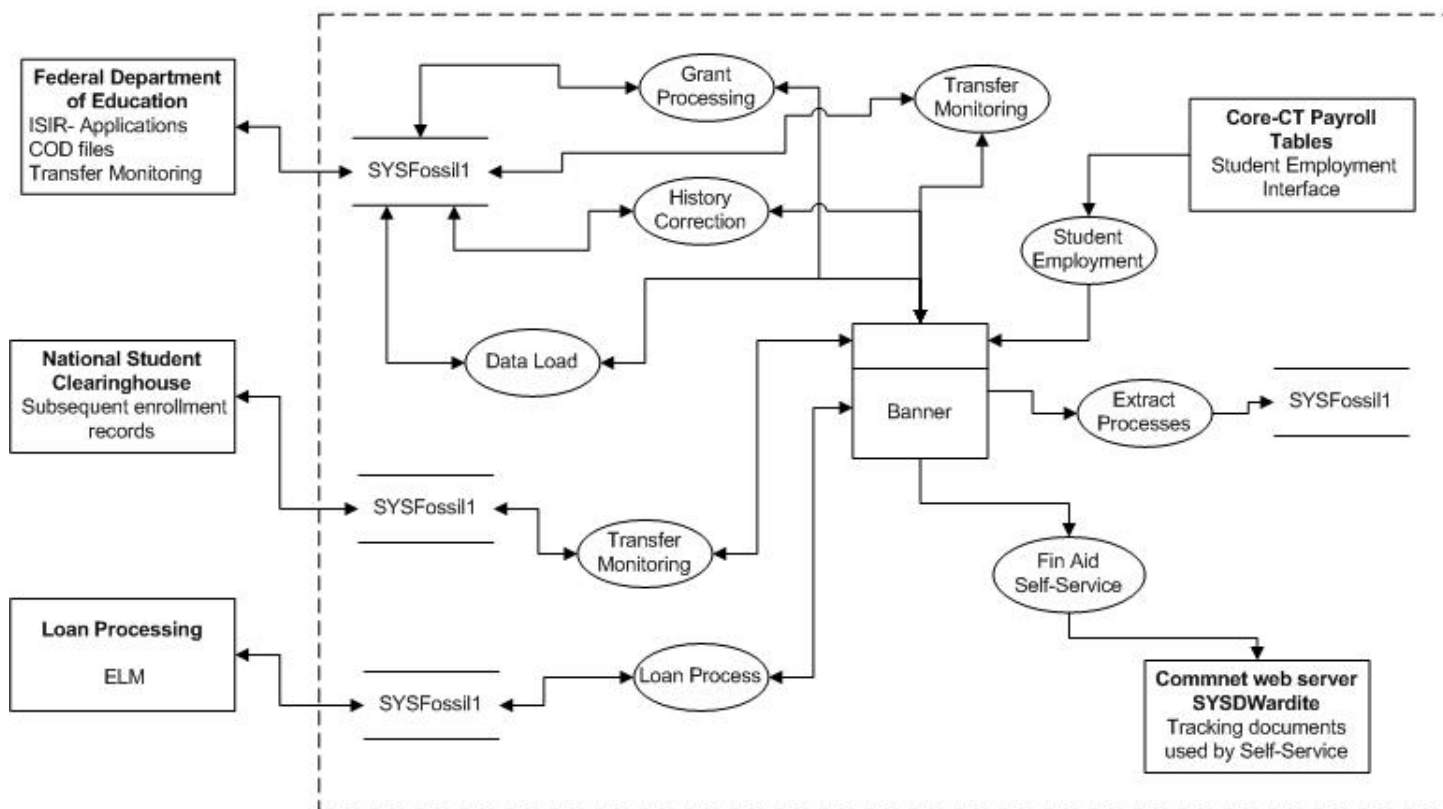 Federal Department
of Education
ISIR- Applications
COD files
Transfer Monitoring
SYSFossil1
Grant
Processing
Transfer
Monitoring
Core-CT Payroll
Tables
Student Employment
Interface
History
Correction
Student
Employment
National Student
Clearinghouse
Subsequent enrollment
records
Data Load
Banner
Extract
Processes
SYSFossil1
SYSFossil1
Transfer
Monitoring
Fin Aid
Self-Service
Loan Processing
ELM
SYSFossil1
Loan Process
Commnet web server
SYSDWardite
Tracking documents
used by Self-Service